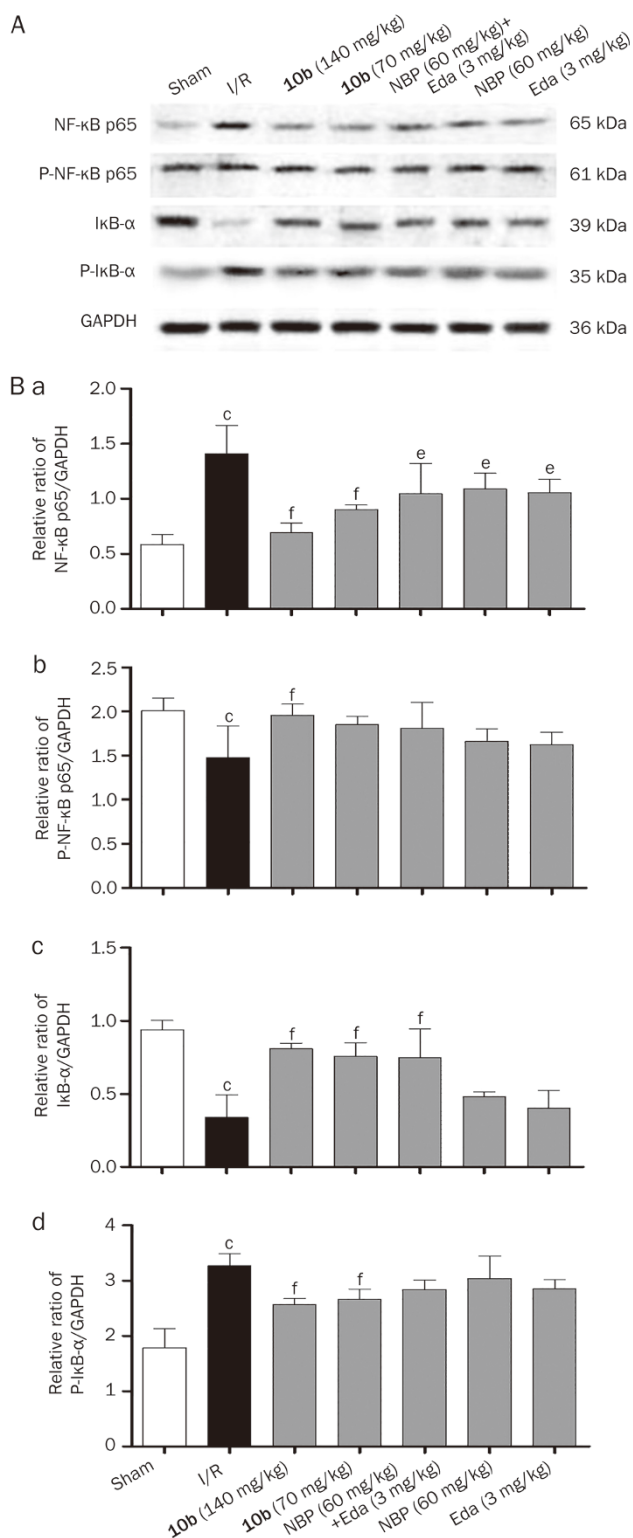 A
Sham
I/R
10b (140 mg/kg)
10b (70 mg/kg)
NBP (60 mg/kg)+
Eda (3 mg/kg)
NBP (60 mg/kg)
Eda (3 mg/kg)
NF-κB p65
65 kDa
P-NF-κB p65
61 kDa
IκB-α
39 kDa
P-IκB-α
35 kDa
GAPDH
36 kDa
B a
Relative ratio of
NF-κB p65/GAPDH
2.0
1.5
1.0
0.5
0.0
c
f
f
e
e
e
b
Relative ratio of
P-NF-κB p65/GAPDH
2.5
2.0
1.5
1.0
0.5
0.0
c
f
c
Relative ratio of
IκB-α/GAPDH
1.5
1.0
0.5
0.0
c
f
f
f
d
Relative ratio of
P-IκB-α/GAPDH
4
3
2
1
0
c
f
f
Sham
I/R
10b (140 mg/kg)
10b (70 mg/kg)
NBP (60 mg/kg)
+Eda (3 mg/kg)
NBP (60 mg/kg)
Eda (3 mg/kg)